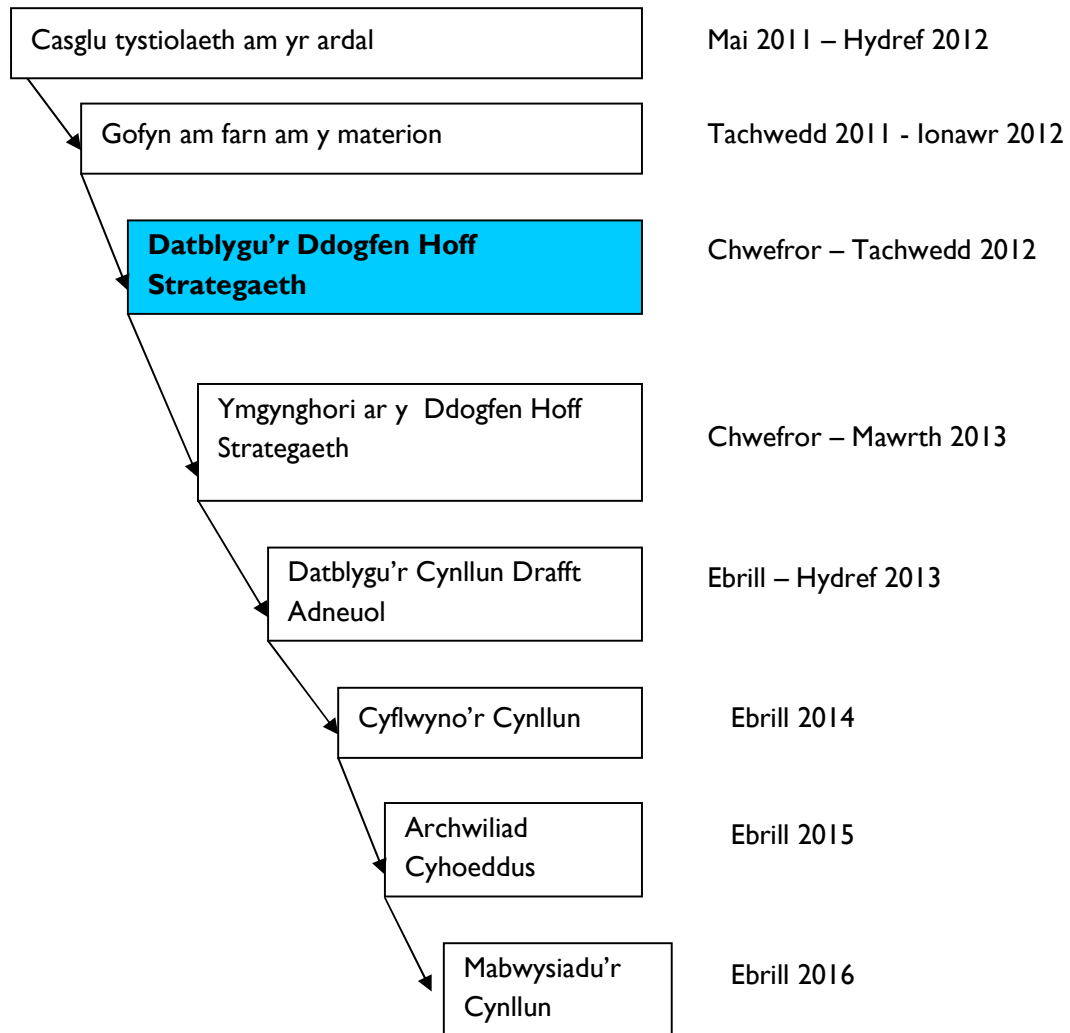 Casglu tystiolaeth am yr ardal
Mai 2011 – Hydref 2012
Gofyn am farn am y materion
Tachwedd 2011 - Ionawr 2012
Datblygu’r Ddogfen Hoff
Strategaeth
Chwefror – Tachwedd 2012
Ymgynghori ar y Ddogfen Hoff
Strategaeth
Chwefror – Mawrth 2013
Datblygu’r Cynllun Drafft
Adneuol
Ebrill – Hydref 2013
Cyflwyno’r Cynllun
Ebrill 2014
Archwiliad
Cyhoeddus
Ebrill 2015
Mabwysiadu’r
Cynllun
Ebrill 2016